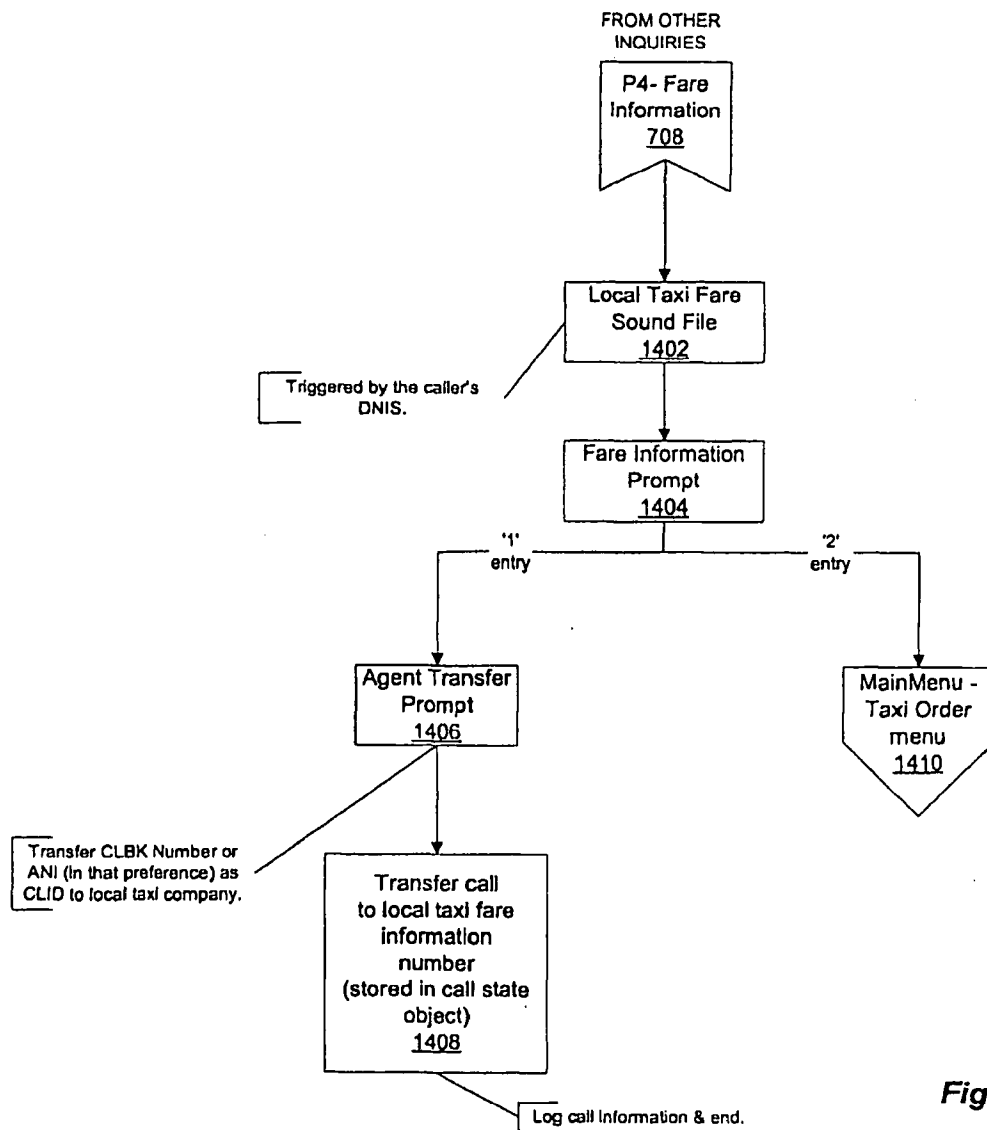 FROM OTHER
INQUIRIES
P4- Fare
Information
708
Local Taxi Fare
Sound File
1402
Triggered by the caller's
DNIS.
Fare Information
Prompt
1404
'1'
entry
'2'
entry
Agent Transfer
Prompt
1406
MainMenu -
Taxi Order
menu
1410
Transfer CLBK Number or
ANI (in that preference) as
CLID to local taxi company.
Transfer call
to local taxi fare
information
number
(stored in call state
object)
1408
Log call Information & end.
Fig